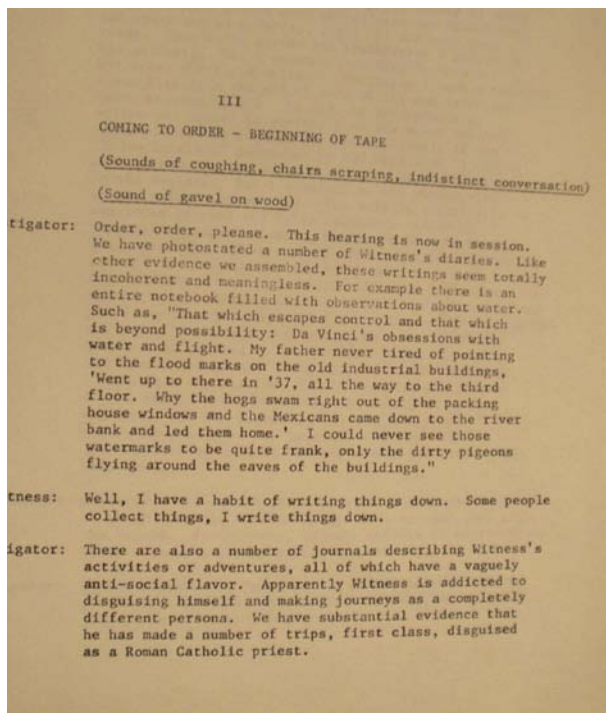 III
COMING TO ORDER - BEGINNING OF TAPE
(Sounds of coughing, chairs scraping, indistinct conversation)
(Sound of gavel on wood)
tigator: Order, order, please. This hearing is now in session.
We have photostated a number of Witness's diaries. Like
other evidence we assembled, these writings seem totally
incoherent and meaningless. For example there is an
entire notebook filled with observations about water.
Such as, "That which escapes control and that which
is beyond possibility: Da Vinci's obsessions with
water and flight. My father never tired of pointing
to the flood marks on the old industrial buildings,
'Went up to there in '37, all the way to the third
floor. Why the hogs swam right out of the packing
house windows and the Mexicans came down to the river
bank and led them home.' I could never see those
watermarks to be quite frank, only the dirty pigeons
flying around the eaves of the buildings."
tness: Well, I have a habit of writing things down. Some people
collect things, I write things down.
igator: There are also a number of journals describing Witness's
activities or adventures, all of which have a vaguely
anti-social flavor. Apparently Witness is addicted to
disguising himself and making journeys as a completely
different persona. We have substantial evidence that
he has made a number of trips, first class, disguised
as a Roman Catholic priest.